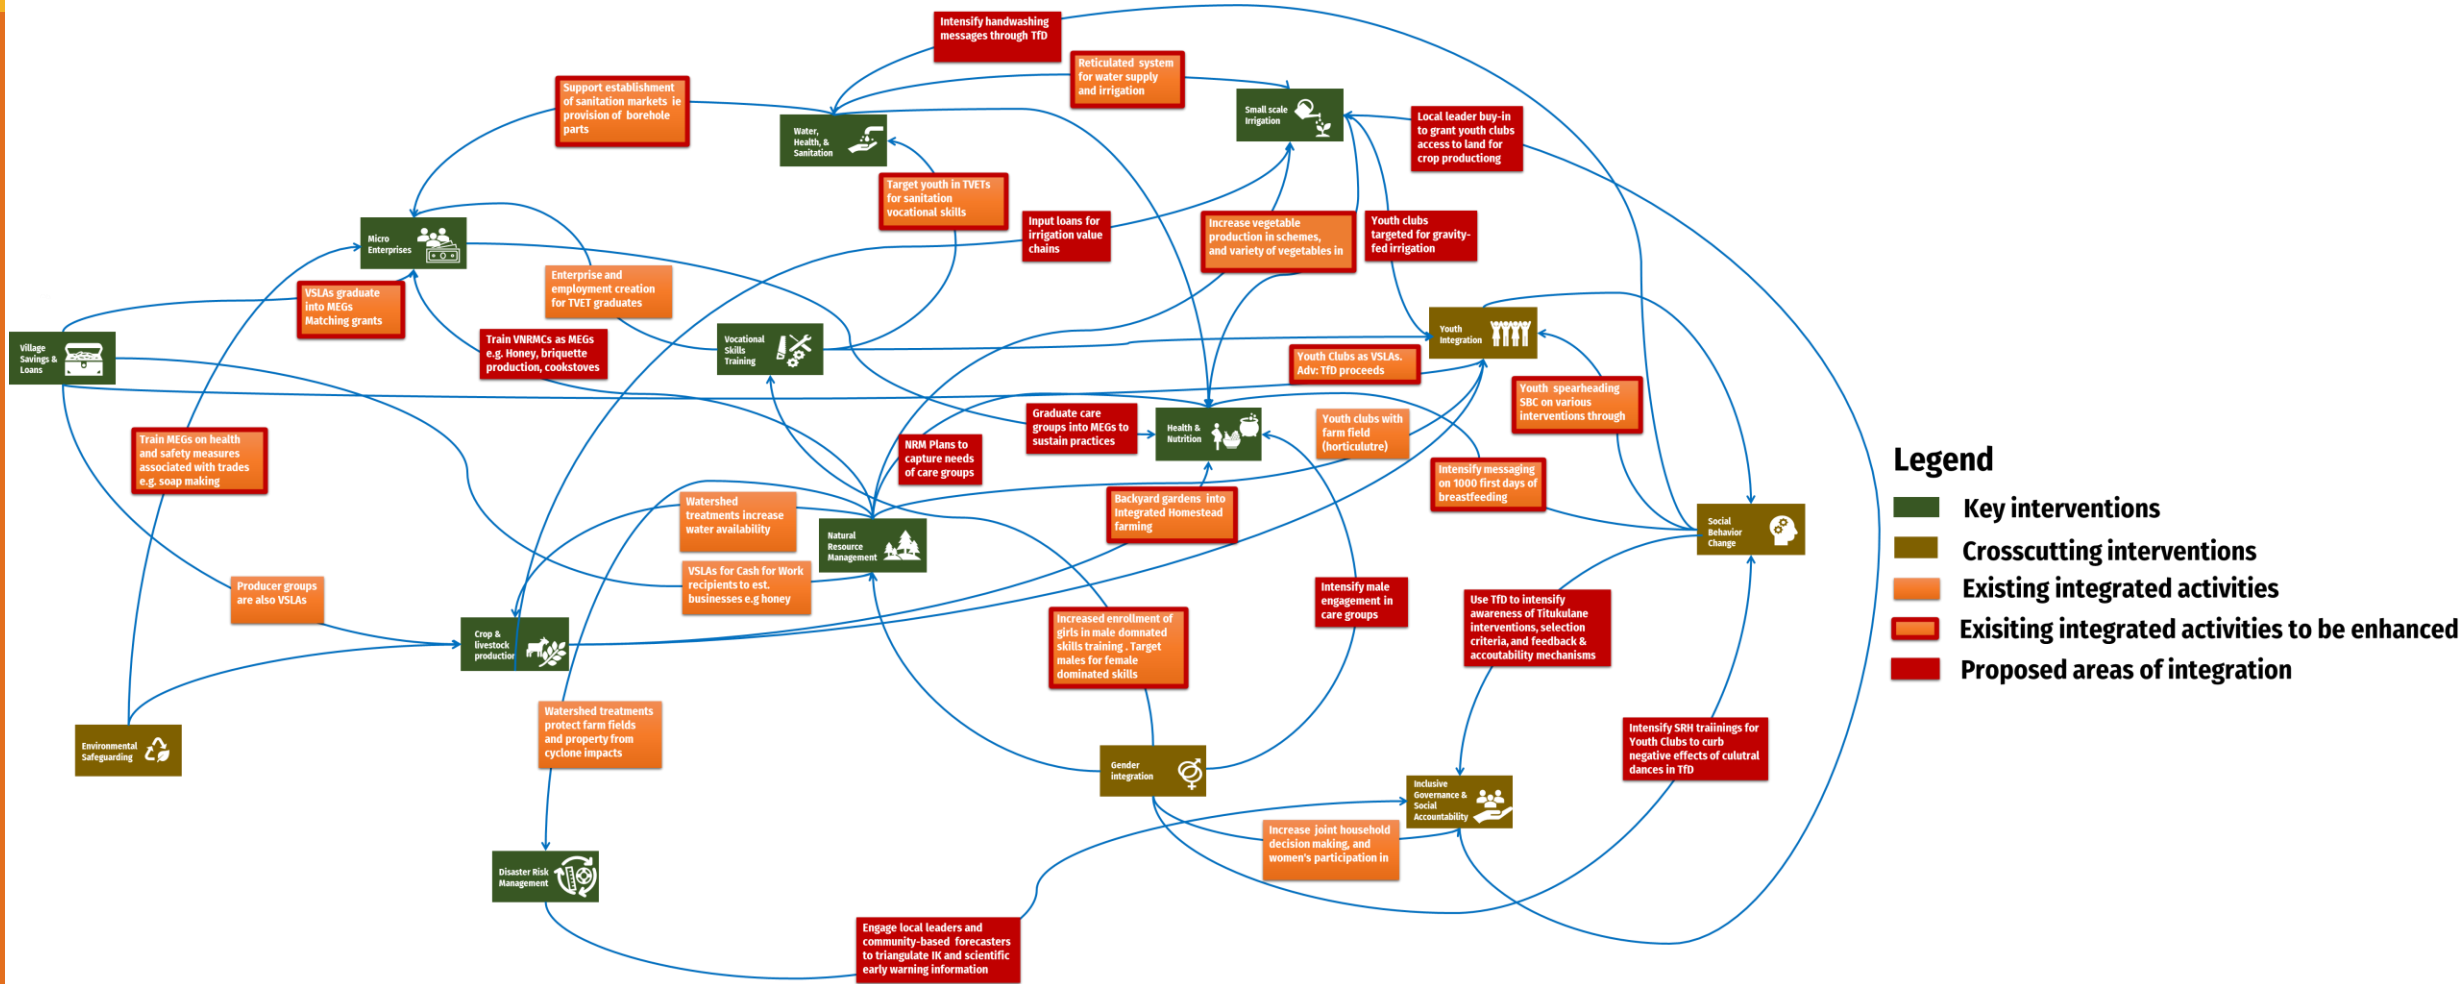 Intensify handwashing
messages through TfD
Reticulated system
for water supply
and irrigation
Support establishment
of sanitation markets ie
provision of borehole
parts
Water,
Health, &
Sanitation
Small scale
Irrigation
Local leader buy-in
to grant youth clubs
access to land for
crop productiong
Target youth in TVETs
for sanitation
vocational skills
Input loans for
irrigation value
chains
Increase vegetable
production in schemes,
and variety of vegetables in
Youth clubs
targeted for gravity-
fed irrigation
Micro
Enterprises
Enterprise and
employment creation
for TVET graduates
VSLAs graduate
into MEGs
Matching grants
Village
Savings &
Loans
Train VNRMCs as MEGs
e.g. Honey, briquette
production, cookstoves
Vocational
Skills
Training
Youth
Integration
Youth Clubs as VSLAs.
Adv: TfD proceeds
Youth spearheading
SBC on various
interventions through
Graduate care
groups into MEGs to
sustain practices
Health &
Nutrition
Youth clubs with
farm field
(horticulutre)
Train MEGs on health
and safety measures
associated with trades
e.g. soap making
NRM Plans to
capture needs
of care groups
Intensify messaging
on 1000 first days of
breastfeeding
Watershed
treatments increase
water availability
Backyard gardens into
Integrated Homestead
farming
Natural
Resource
Management
Social
Behavior
Change
VSLAs for Cash for Work
recipients to est.
businesses e.g honey
Producer groups
are also VSLAs
Intensify male
engagement in
care groups
Use TfD to intensify
awareness of Titukulane
interventions, selection
criteria, and feedback &
accoutability mechanisms
Increased enrollment of
girls in male domnated
skills training . Target
males for female
dominated skills
Crop &
livestock
production
Watershed treatments
protect farm fields
and property from
cyclone impacts
Environmental
Safeguarding
Gender
integration
Intensify SRH traiinings for
Youth Clubs to curb
negative effects of culutral
dances in TfD
Inclusive
Governance &
Social
Accountability
Increase joint household
decision making, and
women's participation in
Disaster Risk
Management
Engage local leaders and
community-based forecasters
to triangulate IK and scientific
early warning information
Legend
Key interventions
Crosscutting interventions
Existing integrated activities
Exisiting integrated activities to be enhanced
Proposed areas of integration